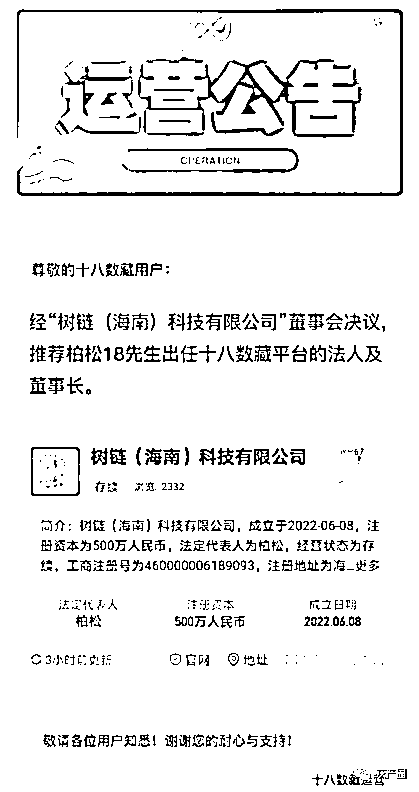 运营公告
OPERATION
尊敬的十八数藏用户：
经“树链（海南）科技有限公司”董事会决议，
推荐柏松18先生出任十八数藏平台的法人及
董事长。
树链（海南）科技有限公司
存续 浏览 2332
简介：树链（海南）科技有限公司，成立于2022-06-08，注
册资本为500万人民币，法定代表人为柏松，经营状态为存
续，工商注册号为460000006189093，注册地址为海...更多
法定代表人 注册资本 成立日期
柏松 500万人民币 2022.06.08
3小时前更新 官网 地址
敬请各位用户知悉！谢谢您的耐心与支持！
十八数藏运营